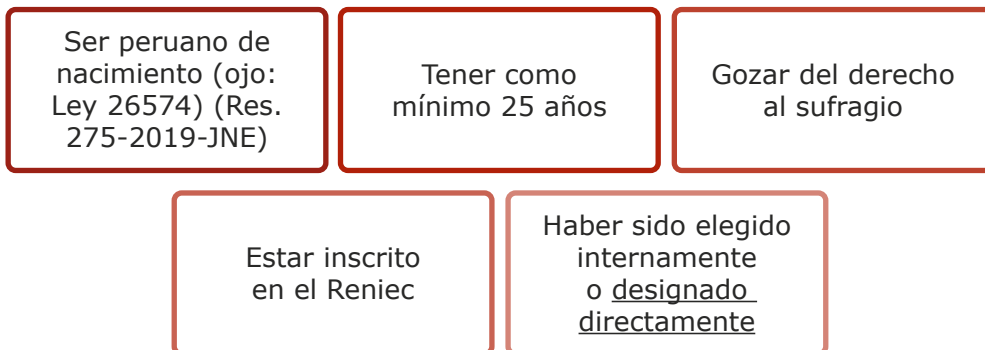 Ser peruano de
nacimiento (ojo:
Ley 26574) (Res.
275-2019-JNE)
Tener como
mínimo 25 años
Gozar del derecho
al sufragio
Estar inscrito
en el Reniec
Haber sido elegido
internamente
o designado
directamente